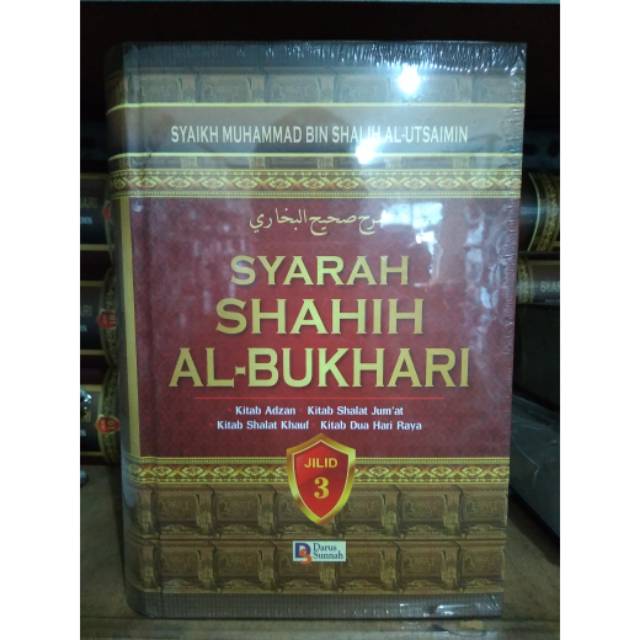 SYAIKH MUHAMMAD BIN SHALIH AL-UTSAIMIN
شرح صحيح البخاري
SYARAH
SHAHIH
AL-BUKHARI
Kitab Adzan · Kitab Shalat Jum'at
Kitab Shalat Khauf · Kitab Dua Hari Raya
JILID
3
DS Darus
Sunnah